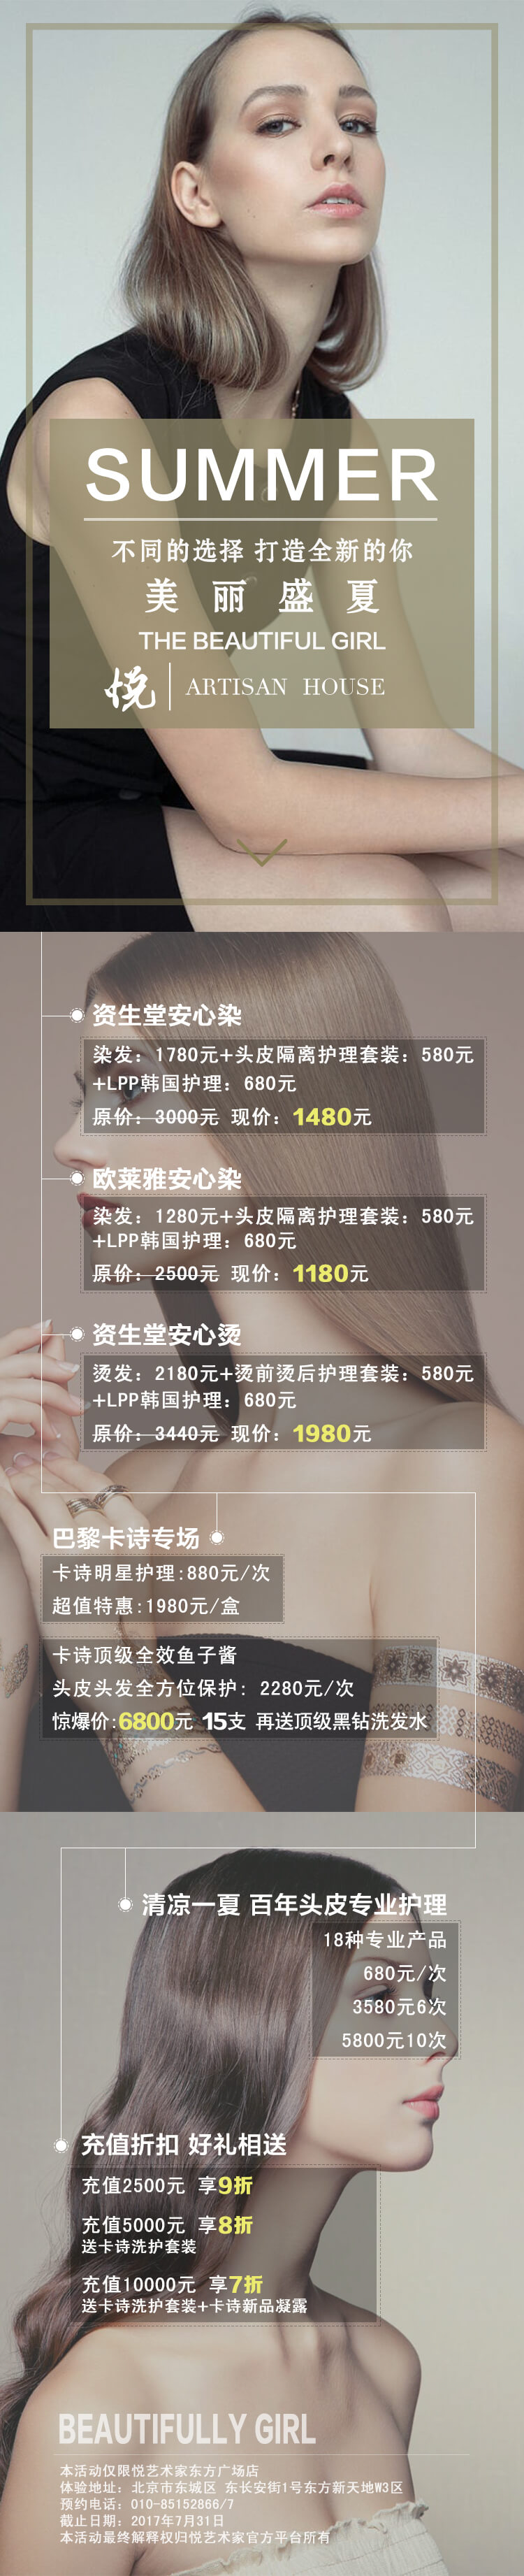 SUMMER
不同的选择 打造全新的你
美丽盛夏
THE BEAUTIFUL GIRL
悦 ARTISAN HOUSE
资生堂安心染
染发：1780元+头皮隔离护理套装：580元
+LPP韩国护理：680元
原价：3000元 现价：1480元
欧莱雅安心染
染发：1280元+头皮隔离护理套装：580元
+LPP韩国护理：680元
原价：2500元 现价：1180元
资生堂安心烫
烫发：2180元+烫前烫后护理套装：580元
+LPP韩国护理：680元
原价：3440元 现价：1980元
巴黎卡诗专场
卡诗明星护理:880元/次
超值特惠:1980元/盒
卡诗顶级全效鱼子酱
头皮头发全方位保护: 2280元/次
惊爆价:6800元 15支 再送顶级黑钻洗发水
清凉一夏 百年头皮专业护理
18种专业产品
680元/次
3580元6次
5800元10次
充值折扣 好礼相送
充值2500元 享9折
充值5000元 享8折
送卡诗洗护套装
充值10000元 享7折
送卡诗洗护套装+卡诗新品凝露
BEAUTIFULLY GIRL
本活动仅限悦艺术家东方广场店
体验地址：北京市东城区 东长安街1号东方新天地W3区
预约电话：010-85152866/7
截止日期：2017年7月31日
本活动最终解释权归悦艺术家官方平台所有